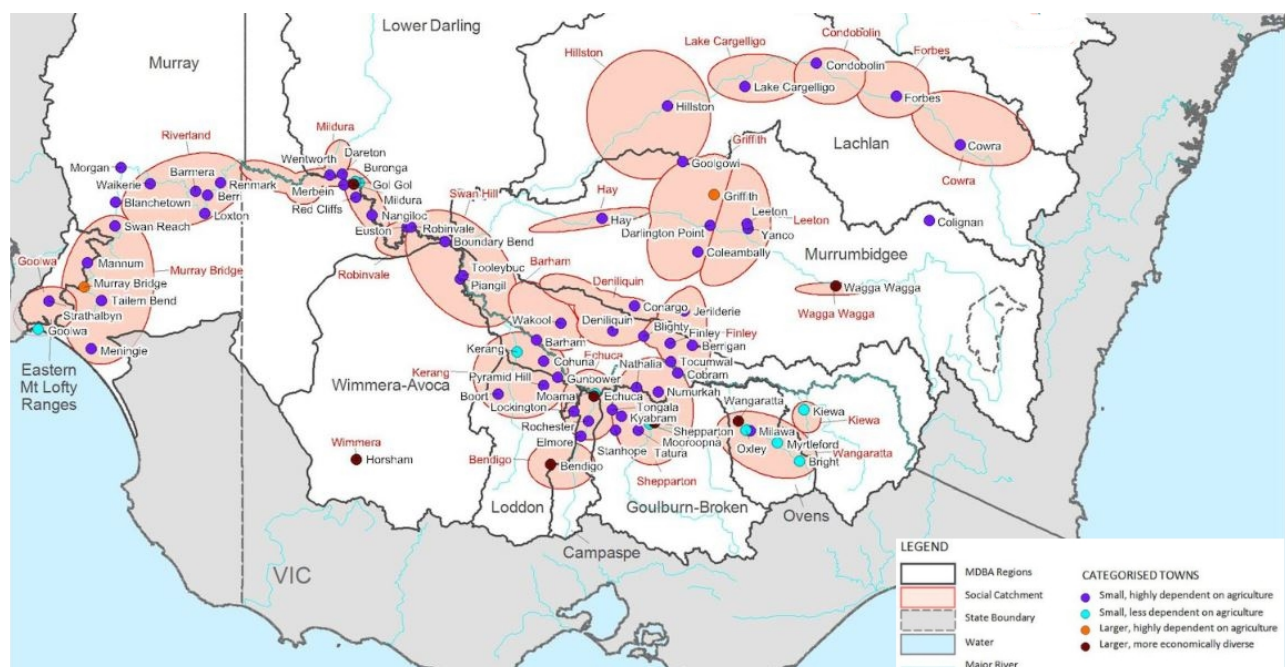 Lower Darling
Murray
Hillston
Lake Cargelligo
Condobolin
Forbes
Condobolin
Lake Cargelligo
Forbes
Hillston
Lachlan
Cowra
Cowra
Mildura
Riverland
Wentworth
Dareton
Buronga
Gol Gol
Mildura
Merbein
Red Cliffs
Nangiloc
Morgan
Waikerie
Barmera
Renmark
Berri
Blanchetown
Loxton
Swan Reach
Goolgowi
Griffith
Griffith
Swan Hill
Hay
Hay
Leeton
Leeton
Yanco
Darlington Point
Coleambally
Colignan
Murrumbidgee
Euston
Robinvale
Boundary Bend
Robinvale
Goolwa
Mannum
Murray Bridge
Murray Bridge
Tailem Bend
Strathalbyn
Goolwa
Meningie
Eastern
Mt Lofty
Ranges
Tooleybuc
Piangil
Barham
Deniliquin
Conargo
Jerilderie
Wagga Wagga
Wagga Wagga
Wakool
Deniliquin
Blighty
Finley
Finley
Berrigan
Barham
Kerang
Cohuna
Echuca
Nathalia
Tocumwal
Cobram
Kerang
Pyramid Hill
Gunbower
Numurkah
Wimmera-Avoca
Boort
Moama
Echuca
Lockington
Tongala
Kyabram
Wangaratta
Kiewa
Kiewa
Rochester
Shepparton
Milawa
Elmore
Mooroopna
Oxley
Myrtleford
Stanhope
Tatura
Wangaratta
Bright
Wimmera
Horsham
Bendigo
Bendigo
Shepparton
Loddon
Goulburn-Broken
Ovens
Campaspe
VIC
LEGEND
MDBA Regions
Social Catchment
State Boundary
Water
Major River
CATEGORISED TOWNS
Small, highly dependent on agriculture
Small, less dependent on agriculture
Larger, highly dependent on agriculture
Larger, more economically diverse